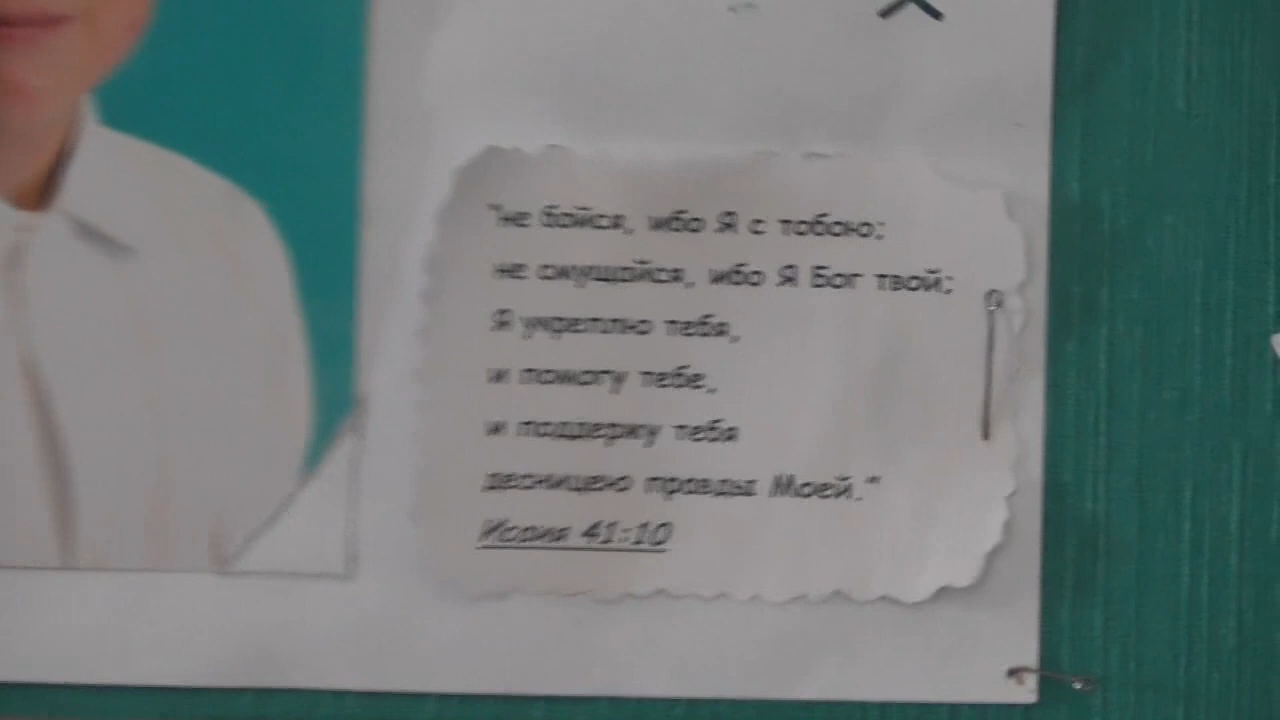 "не бойся, ибо Я с тобою;
не смущайся, ибо Я Бог твой;
Я укреплю тебя,
и помогу тебе,
и поддержу тебя
десницею правды Моей."
Исаия 41:10